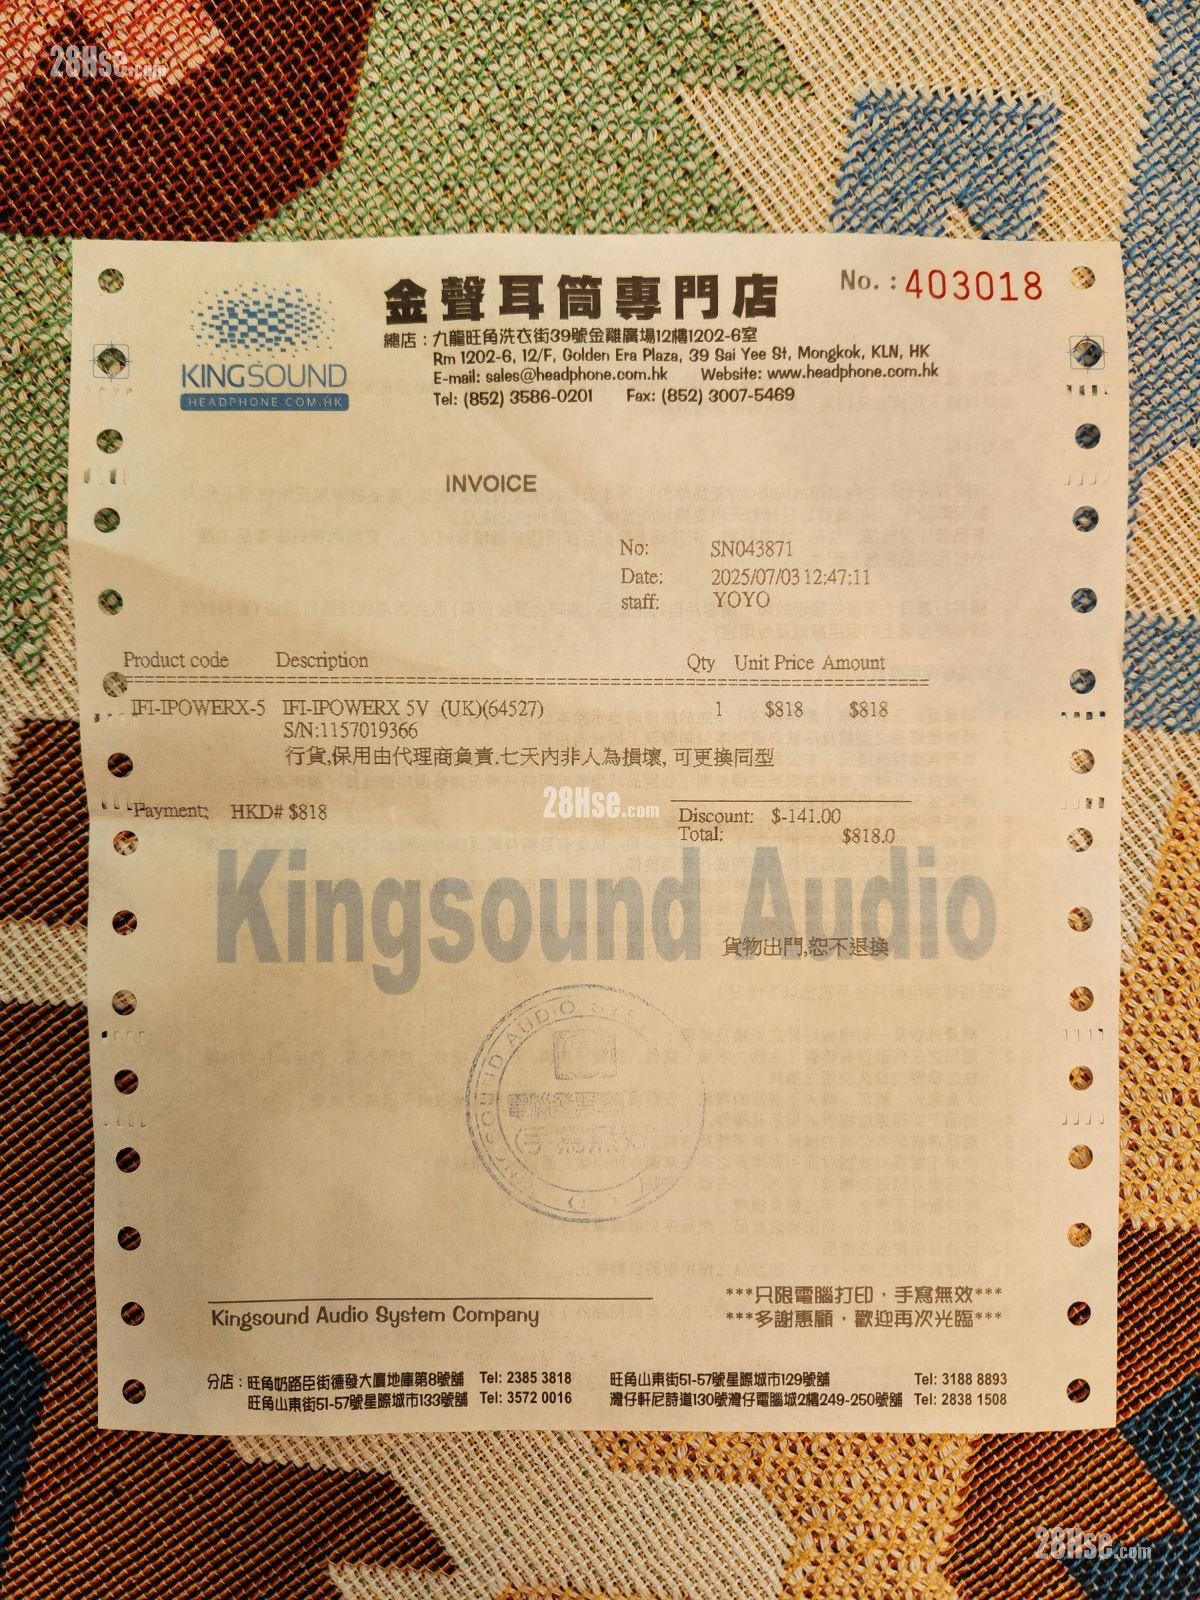 28Hse.com
金聲耳筒專門店
No. : 403018
總店：九龍旺角洗衣街39號金雞廣場12樓1202-6室
Rm 1202-6, 12/F, Golden Era Plaza, 39 Sai Yee St, Mongkok, KLN, HK
E-mail: sales@headphone.com.hk Website: www.headphone.com.hk
Tel: (852) 3586-0201 Fax: (852) 3007-5469
KINGSOUND
HEADPHONE.COM.HK
INVOICE
No: SN043871
Date: 2025/07/03 12:47:11
staff: YOYO
Product code Description Qty Unit Price Amount
IFI-IPOWERX-5 IFI-IPOWERX 5V (UK)(64527) 1 $818 $818
S/N:1157019366
行貨,保用由代理商負責.七天內非人為損壞, 可更換同型
Payment: HKD# $818
28Hse.com
Discount: $-141.00
Total: $818.0
Kingsound Audio
貨物出門,恕不退換
KINGSOUND AUDIO
(手寫無效)
***只限電腦打印，手寫無效***
Kingsound Audio System Company
***多謝惠顧，歡迎再次光臨***
分店：旺角奶路臣街德發大廈地庫第8號舖 Tel: 2385 3818 旺角山東街51-57號星際城市129號舖 Tel: 3188 8893
旺角山東街51-57號星際城市133號舖 Tel: 3572 0016 灣仔軒尼詩道130號灣仔電腦城2樓249-250號舖 Tel: 2838 1508
28Hse.com